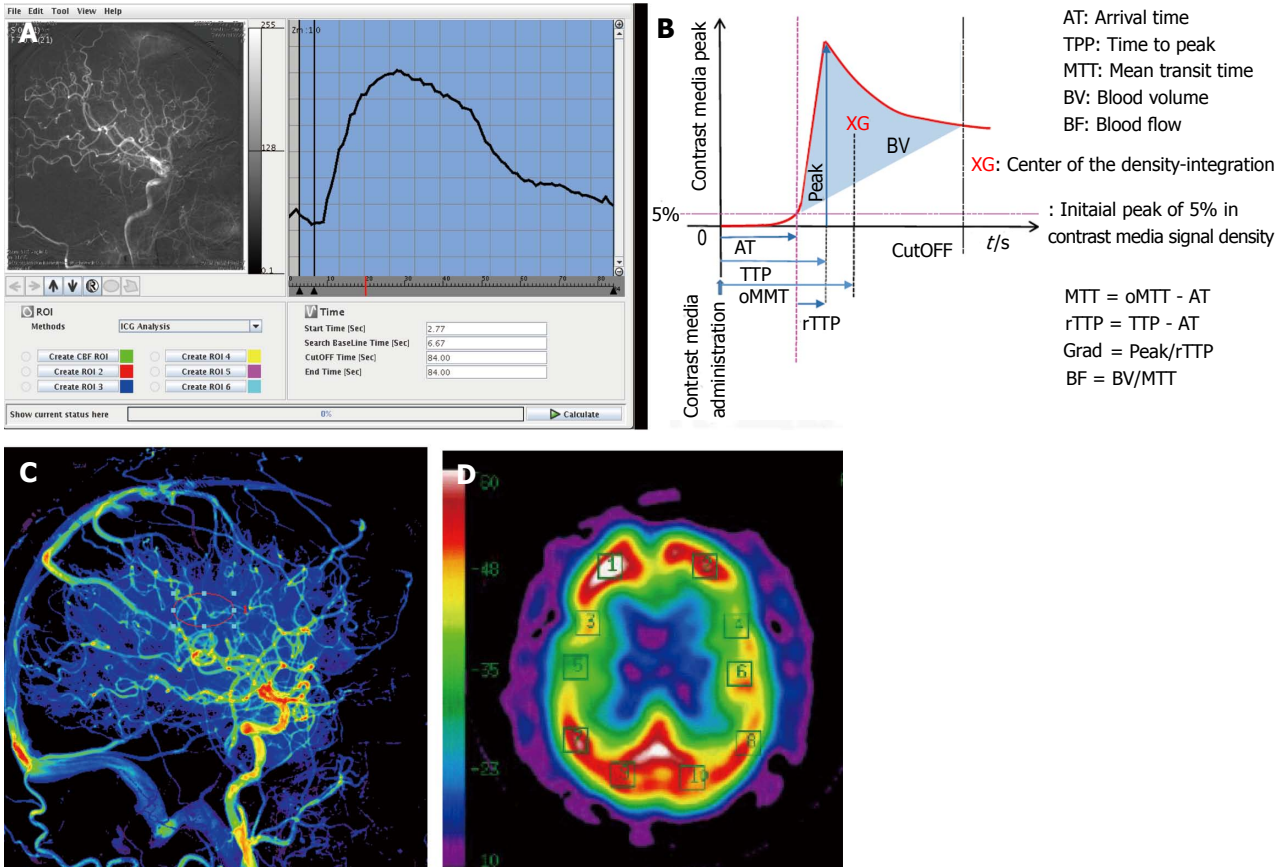 File Edit Tool View Help
A
Zm : 1.0
255
128
0.1
ROI
Methods
ICG Analysis
Create CBF ROI
Create ROI 4
Create ROI 2
Create ROI 5
Create ROI 3
Create ROI 6
Time
Start Time [Sec]
2.77
Search BaseLine Time [Sec]
6.67
CutOFF Time [Sec]
84.00
End Time [Sec]
84.00
Show current status here
0%
Calculate
B
Contrast media peak
5%
0
Peak
XG
BV
AT
TTP
oMMT
rTTP
CutOFF
t/s
Contrast media
administration
AT: Arrival time
TPP: Time to peak
MTT: Mean transit time
BV: Blood volume
BF: Blood flow
XG: Center of the density-integration
: Initaial peak of 5% in
contrast media signal density
MTT = oMTT - AT
rTTP = TTP - AT
Grad = Peak/rTTP
BF = BV/MTT
C
D
60
-48
-35
-23
10
1
3
4
5
6
8
9
10